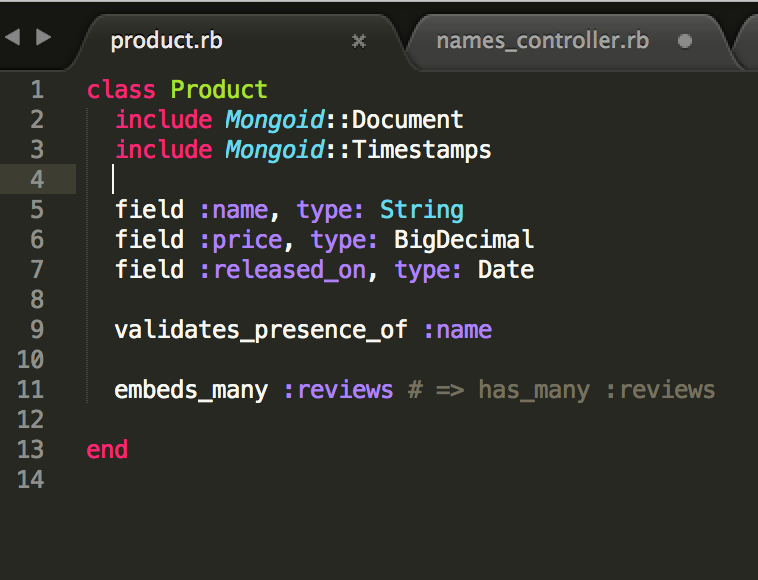 product.rb
names_controller.rb
1 class Product
2 include Mongoid::Document
3 include Mongoid::Timestamps
4
5 field :name, type: String
6 field :price, type: BigDecimal
7 field :released_on, type: Date
8
9 validates_presence_of :name
10
11 embeds_many :reviews # => has_many :reviews
12
13 end
14